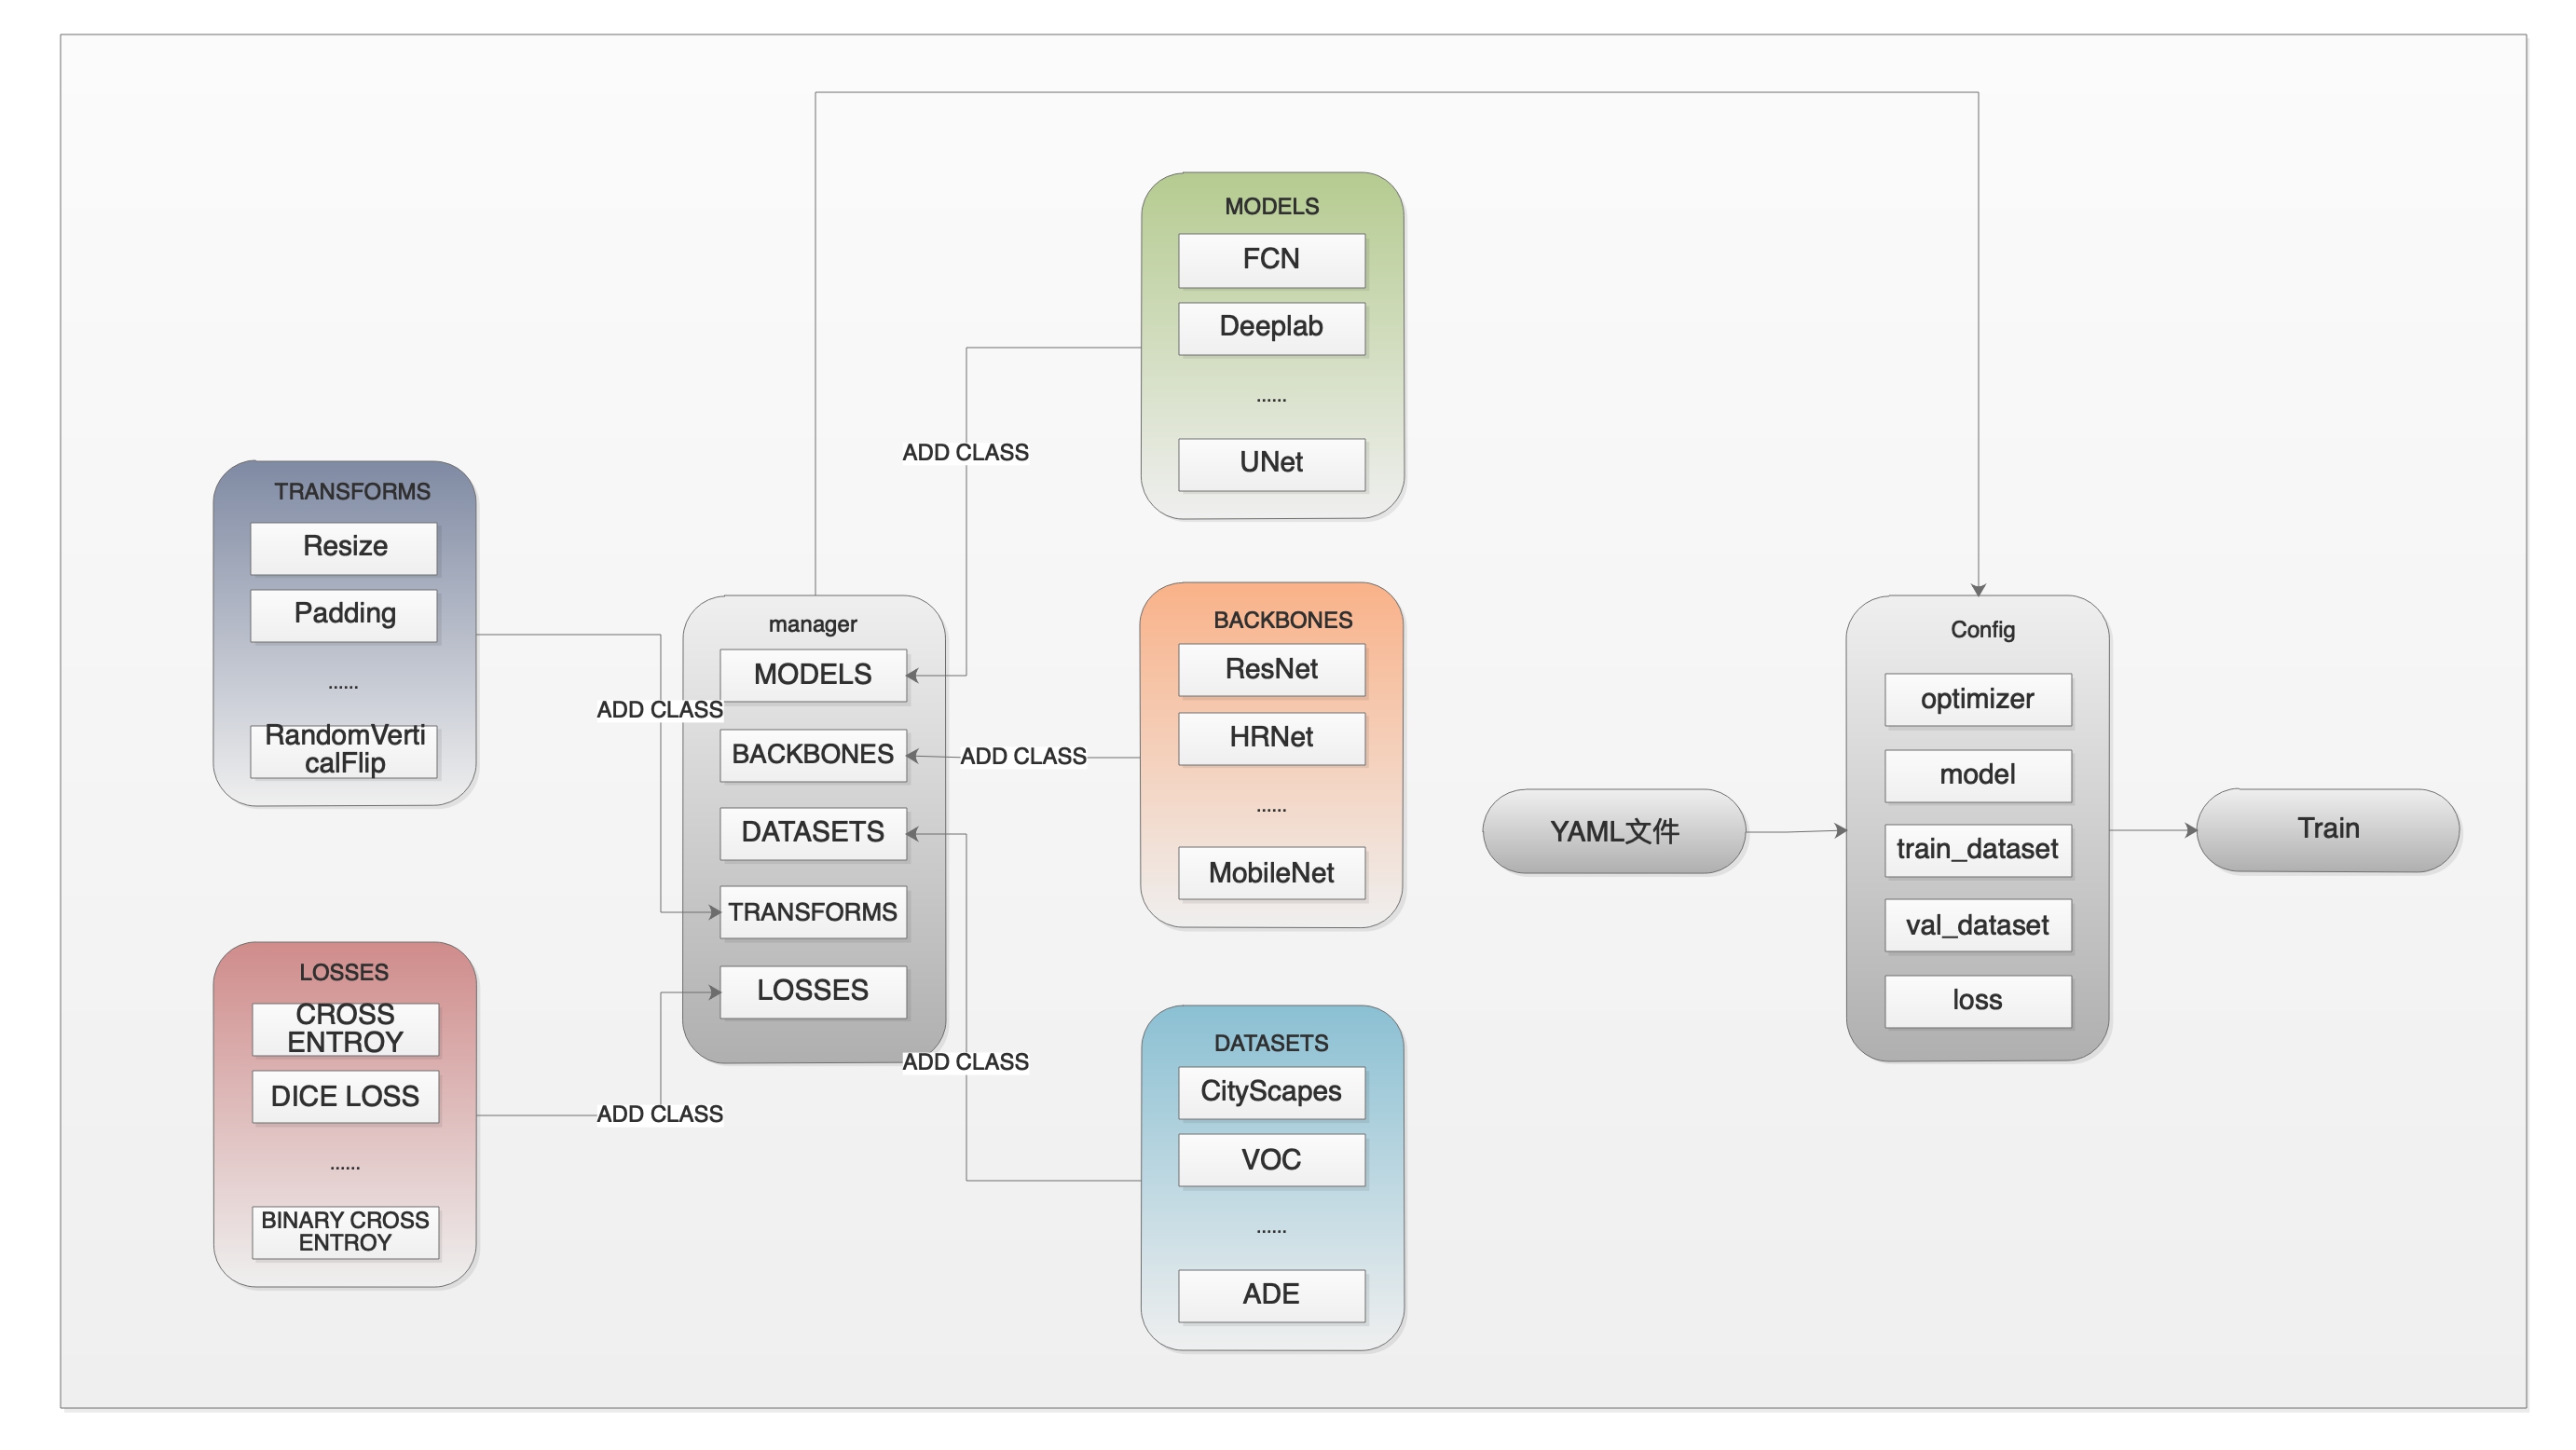 TRANSFORMS
Resize
Padding
......
RandomVerti
calFlip
LOSSES
CROSS
ENTROY
DICE LOSS
......
BINARY CROSS
ENTROY
ADD CLASS
ADD CLASS
manager
MODELS
BACKBONES
DATASETS
TRANSFORMS
LOSSES
ADD CLASS
ADD CLASS
ADD CLASS
MODELS
FCN
Deeplab
......
UNet
BACKBONES
ResNet
HRNet
......
MobileNet
DATASETS
CityScapes
VOC
......
ADE
YAML文件
Config
optimizer
model
train_dataset
val_dataset
loss
Train